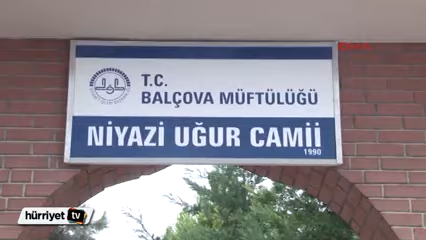 T.C.
BALÇOVA MÜFTÜLÜĞÜ
NİYAZİ UĞUR CAMİİ
1990
hürriyet tv